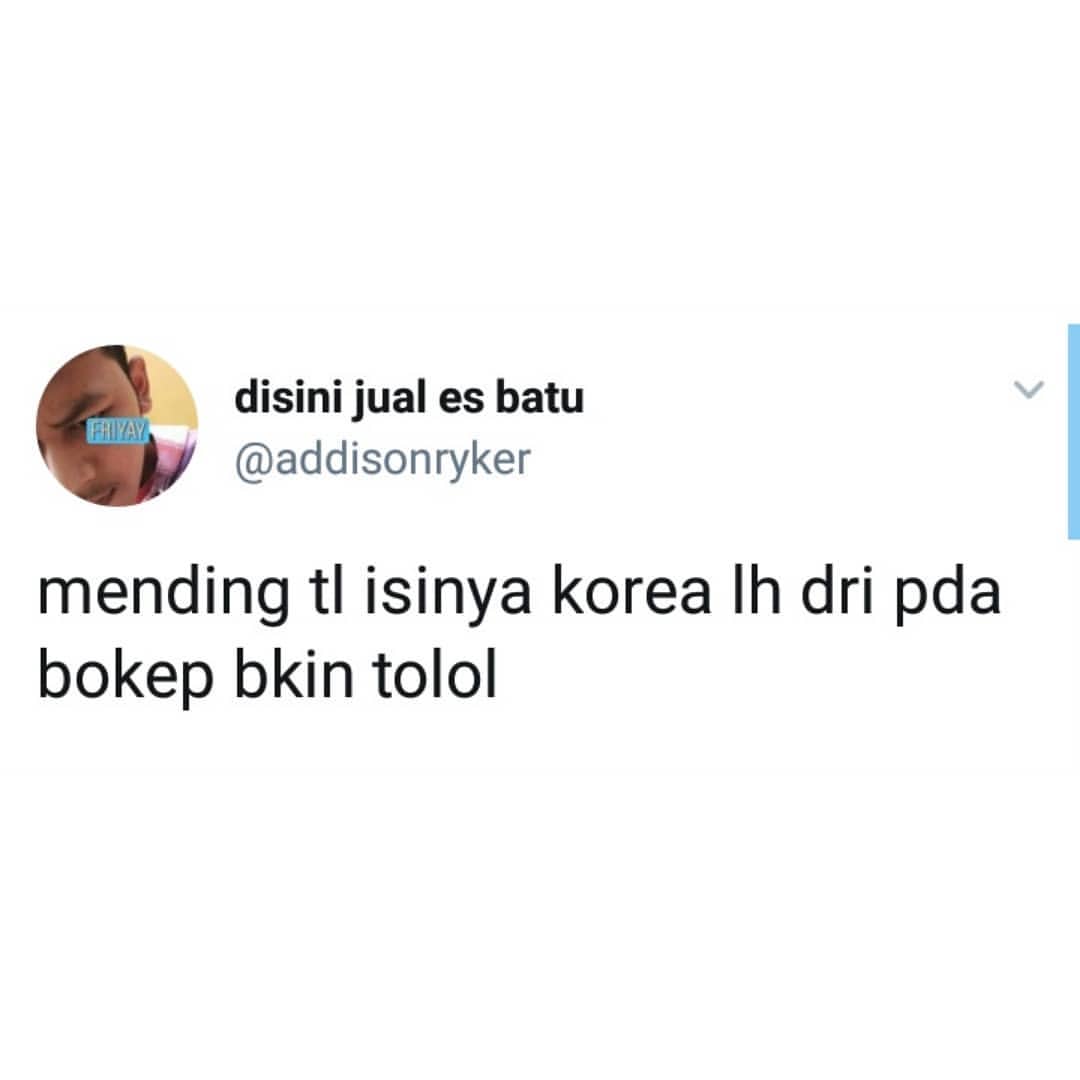 FRIYAY
disini jual es batu
@addisonryker
mending tl isinya korea lh dri pda
bokep bkin tolol